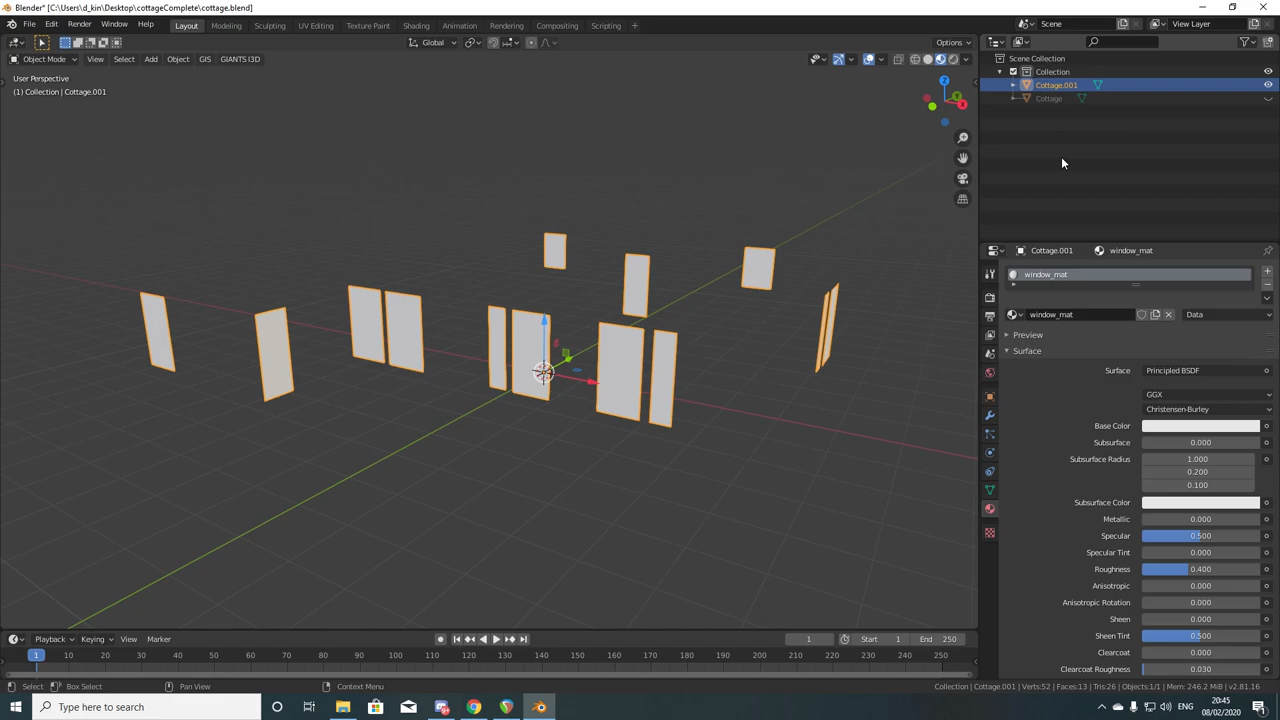 Blender* [C:\Users\d_kin\Desktop\cottageComplete\cottage.blend]
File Edit Render Window Help Layout Modeling Sculpting UV Editing Texture Paint Shading Animation Rendering Compositing Scripting + Scene View Layer
Global Options
Object Mode View Select Add Object GIS GIANTS I3D
User Perspective
(1) Collection | Cottage.001
Z
Y
X
Scene Collection
Collection
Cottage.001
Cottage
Cottage.001 window_mat
window_mat
window_mat Data
Preview
Surface
Surface Principled BSDF
GGX
Christensen-Burley
Base Color
Subsurface 0.000
Subsurface Radius 1.000
0.200
0.100
Subsurface Color
Metallic 0.000
Specular 0.500
Specular Tint 0.000
Roughness 0.400
Anisotropic 0.000
Anisotropic Rotation 0.000
Sheen 0.000
Sheen Tint 0.500
Clearcoat 0.000
Clearcoat Roughness 0.030
Playback Keying View Marker 1 Start 1 End 250
1 10 20 30 40 50 60 70 80 90 100 110 120 130 140 150 160 170 180 190 200 210 220 230 240 250
Select Box Select Pan View Context Menu Collection | Cottage.001 | Verts:52 | Faces:13 | Tris:26 | Objects:1/1 | Mem: 246.2 MiB | v2.81.16
Type here to search ENG 20:45
08/02/2020